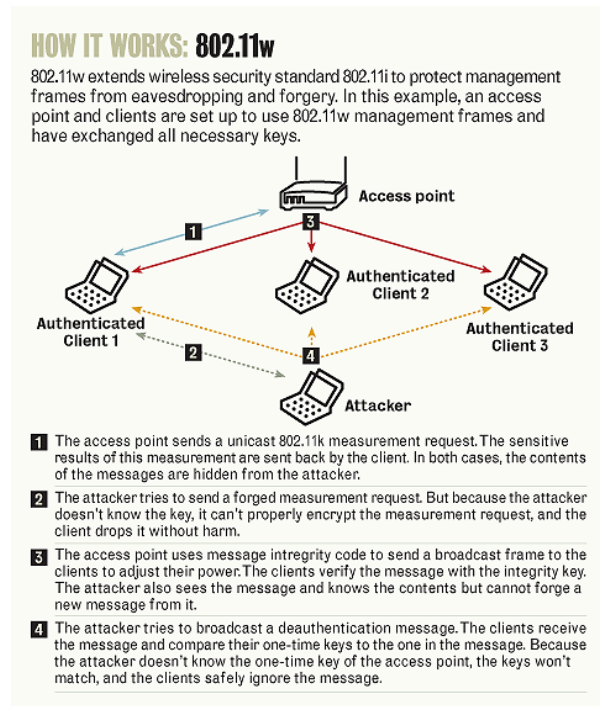 HOW IT WORKS: 802.11w
802.11w extends wireless security standard 802.11i to protect management
frames from eavesdropping and forgery. In this example, an access
point and clients are set up to use 802.11w management frames and
have exchanged all necessary keys.
Access point
1
3
Authenticated
Client 2
Authenticated
Client 1
Authenticated
Client 3
2
4
Attacker
1 The access point sends a unicast 802.11k measurement request. The sensitive
results of this measurement are sent back by the client. In both cases, the contents
of the messages are hidden from the attacker.
2 The attacker tries to send a forged measurement request. But because the attacker
doesn't know the key, it can't properly encrypt the measurement request, and the
client drops it without harm.
3 The access point uses message intregrity code to send a broadcast frame to the
clients to adjust their power. The clients verify the message with the integrity key.
The attacker also sees the message and knows the contents but cannot forge a
new message from it.
4 The attacker tries to broadcast a deauthentication message. The clients receive
the message and compare their one-time keys to the one in the message. Because
the attacker doesn't know the one-time key of the access point, the keys won't
match, and the clients safely ignore the message.